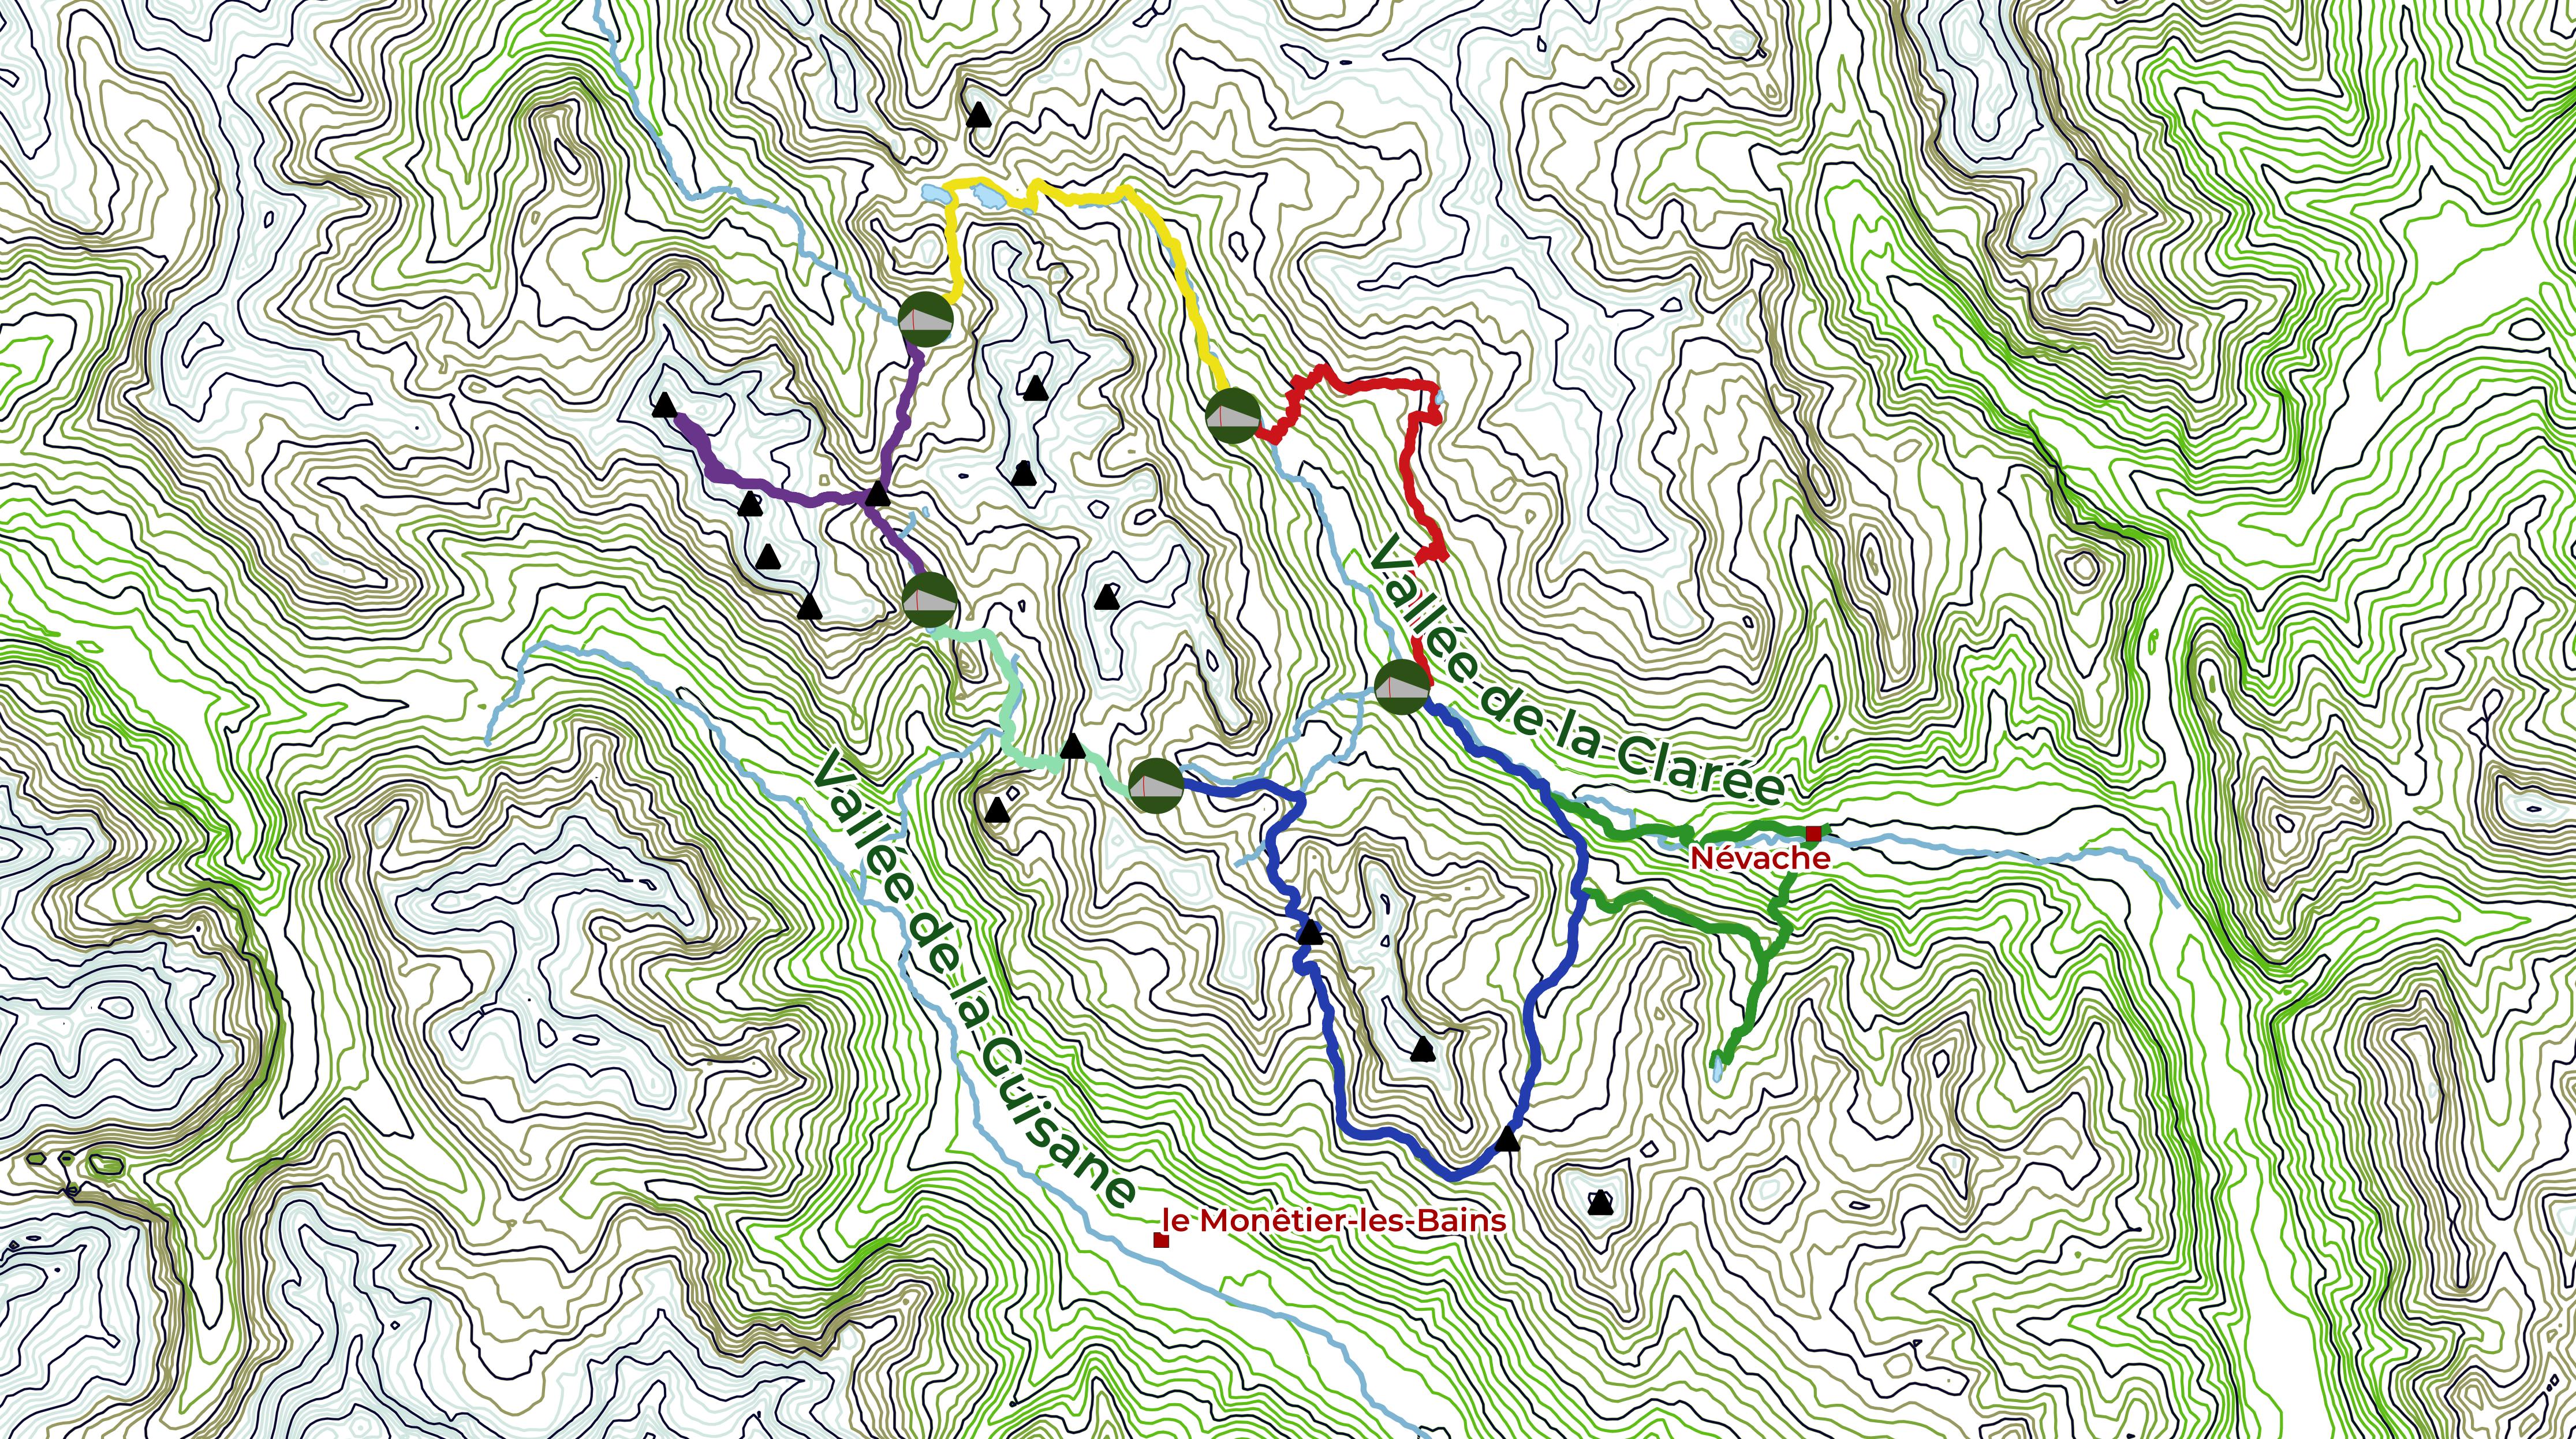 Vallée de la Clarée
Vallée de la Guisane
Névache
le Monêtier-les-Bains